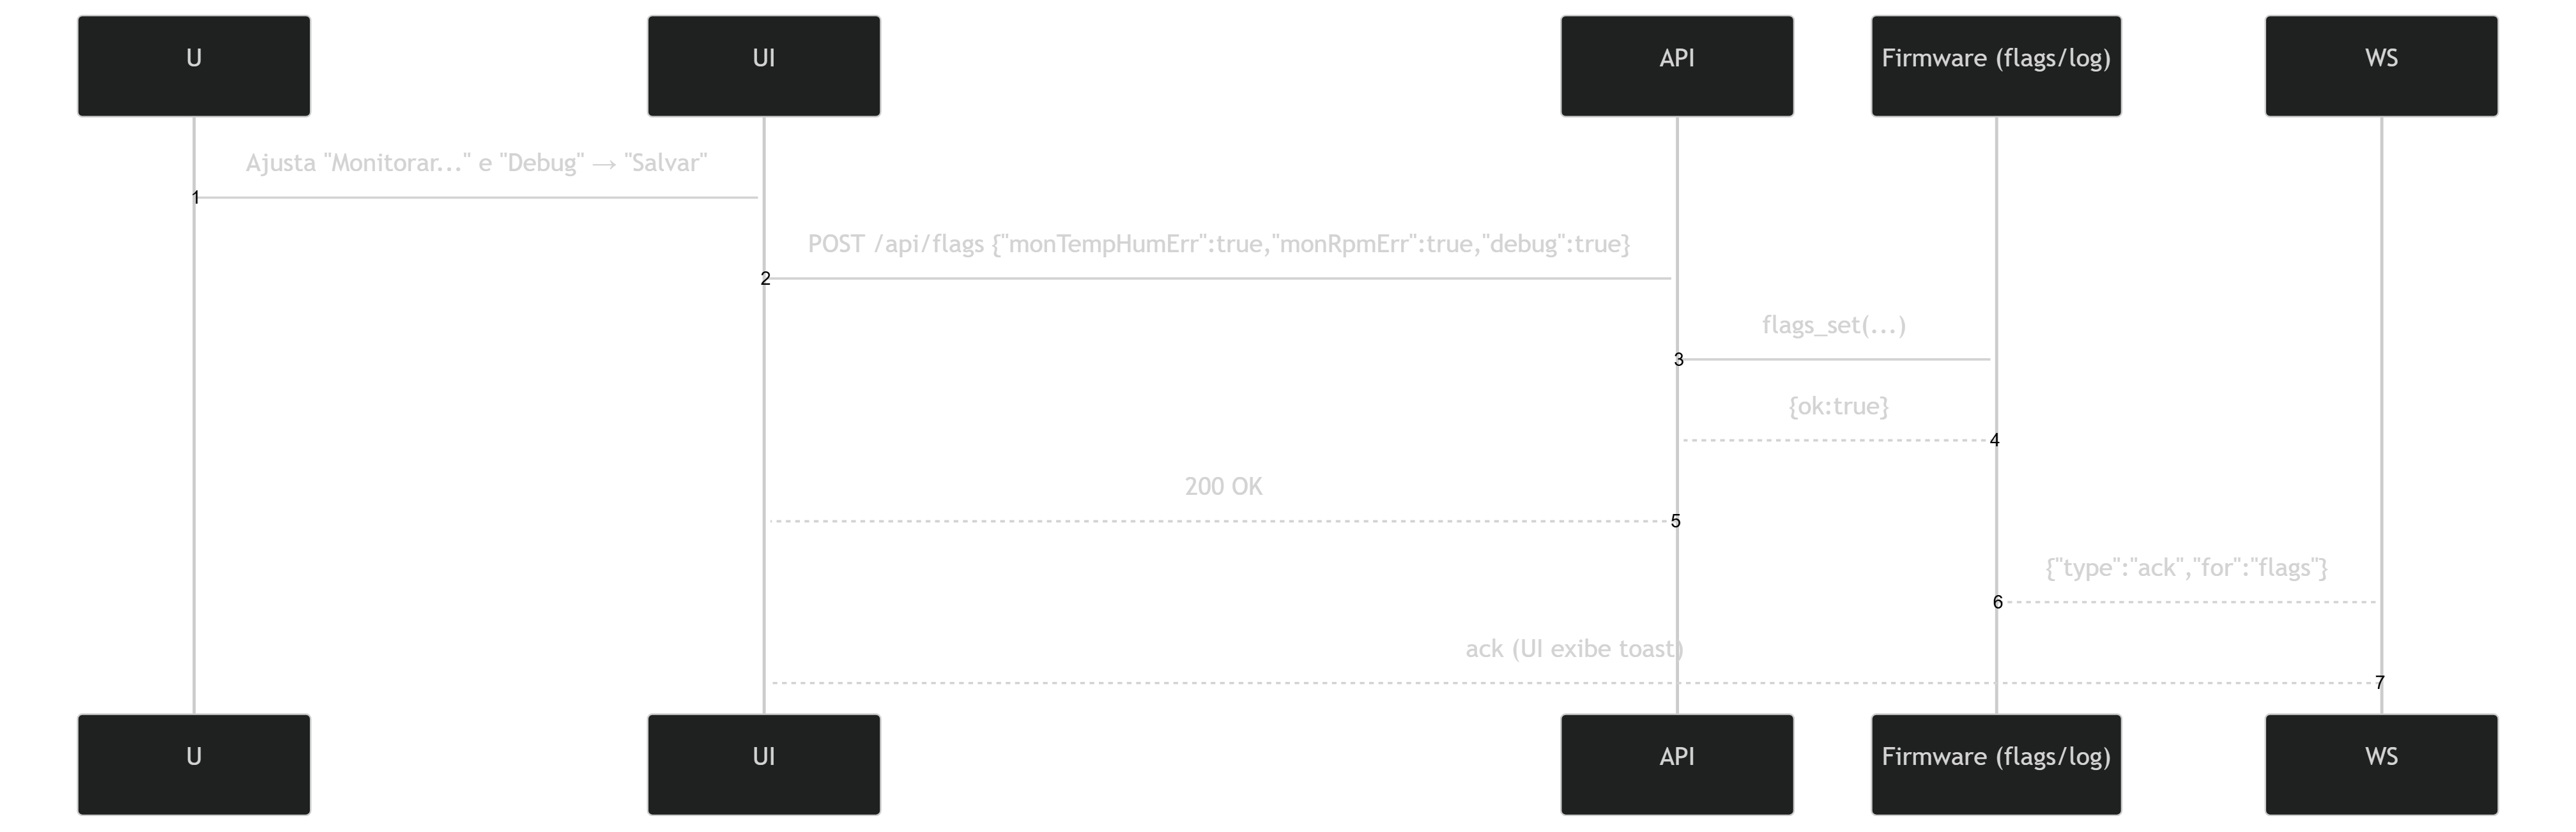 U
UI
API
Firmware (flags/log)
WS
Ajusta "Monitorar..." e "Debug" → "Salvar"
1
POST /api/flags {"monTempHumErr":true,"monRpmErr":true,"debug":true}
2
flags_set(...)
3
{ok:true}
4
200 OK
5
{"type":"ack","for":"flags"}
6
ack (UI exibe toast)
7
U
UI
API
Firmware (flags/log)
WS